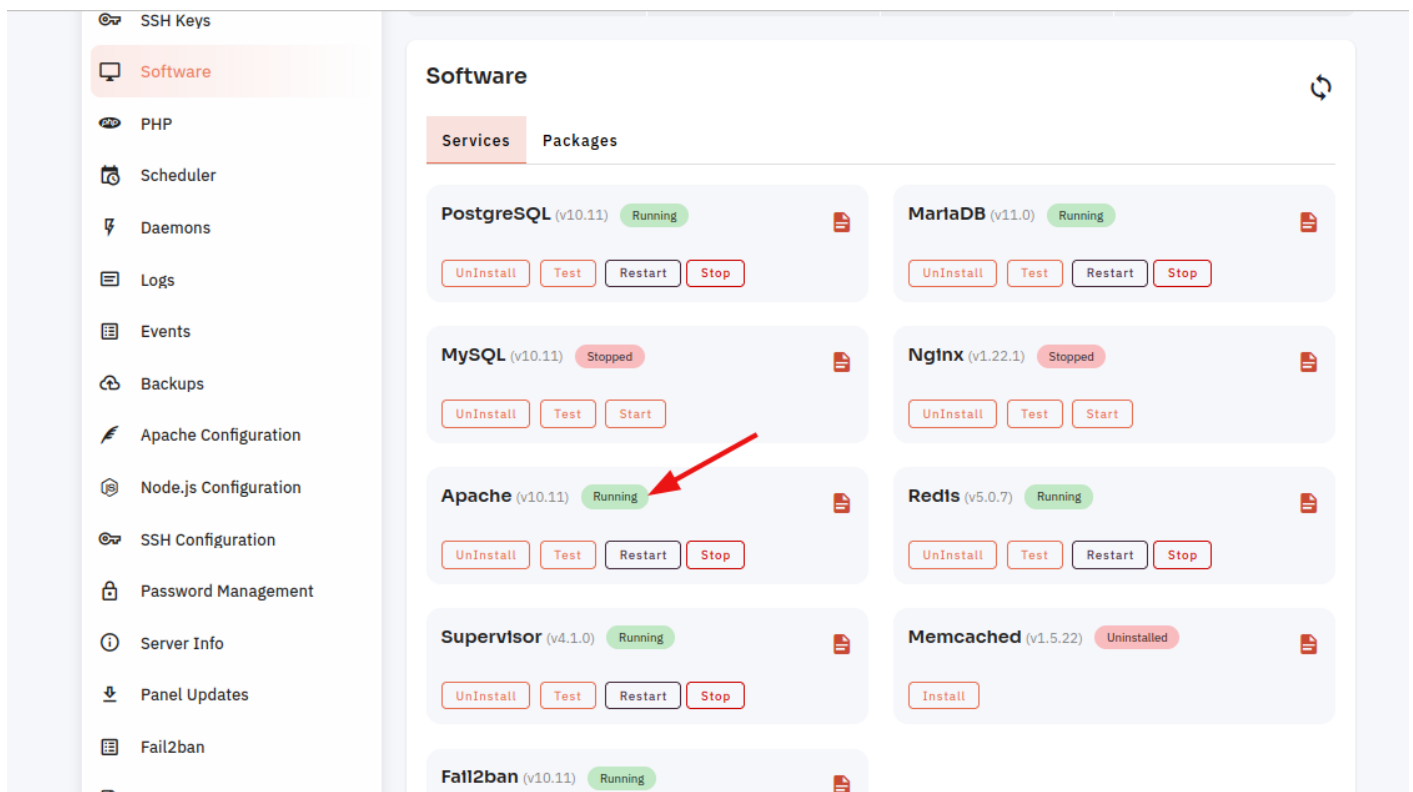 SSH Keys
Software
PHP
Scheduler
Daemons
Logs
Events
Backups
Apache Configuration
Node.js Configuration
SSH Configuration
Password Management
Server Info
Panel Updates
Fail2ban
Software
Services Packages
PostgreSQL (v10.11) Running
UnInstall Test Restart Stop
MariaDB (v11.0) Running
UnInstall Test Restart Stop
MySQL (v10.11) Stopped
UnInstall Test Start
Nginx (v1.22.1) Stopped
UnInstall Test Start
Apache (v10.11) Running
UnInstall Test Restart Stop
Redis (v5.0.7) Running
UnInstall Test Restart Stop
Supervisor (v4.1.0) Running
UnInstall Test Restart Stop
Memcached (v1.5.22) Uninstalled
Install
Fail2ban (v10.11) Running